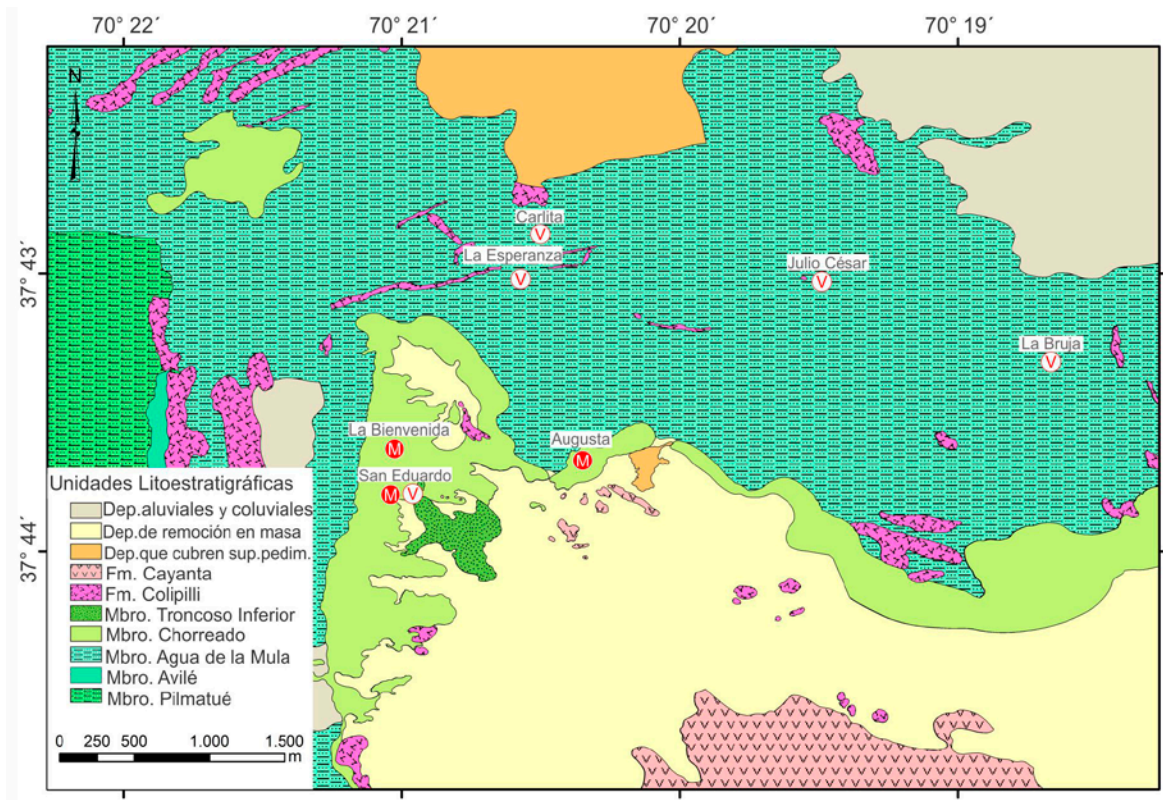 70° 22´ 70° 21´ 70° 20´ 70° 19´
N
Carlita
V
37° 43´
La Esperanza
V
Julio César
V
La Bruja
V
La Bienvenida
M
Augusta
M
San Eduardo
M V
37° 44´
Unidades Litoestratigráficas
Dep.aluviales y coluviales
Dep.de remoción en masa
Dep.que cubren sup.pedim.
Fm. Cayanta
Fm. Colipilli
Mbro. Troncoso Inferior
Mbro. Chorreado
Mbro. Agua de la Mula
Mbro. Avilé
Mbro. Pilmatué
0 250 500 1.000 1.500
m